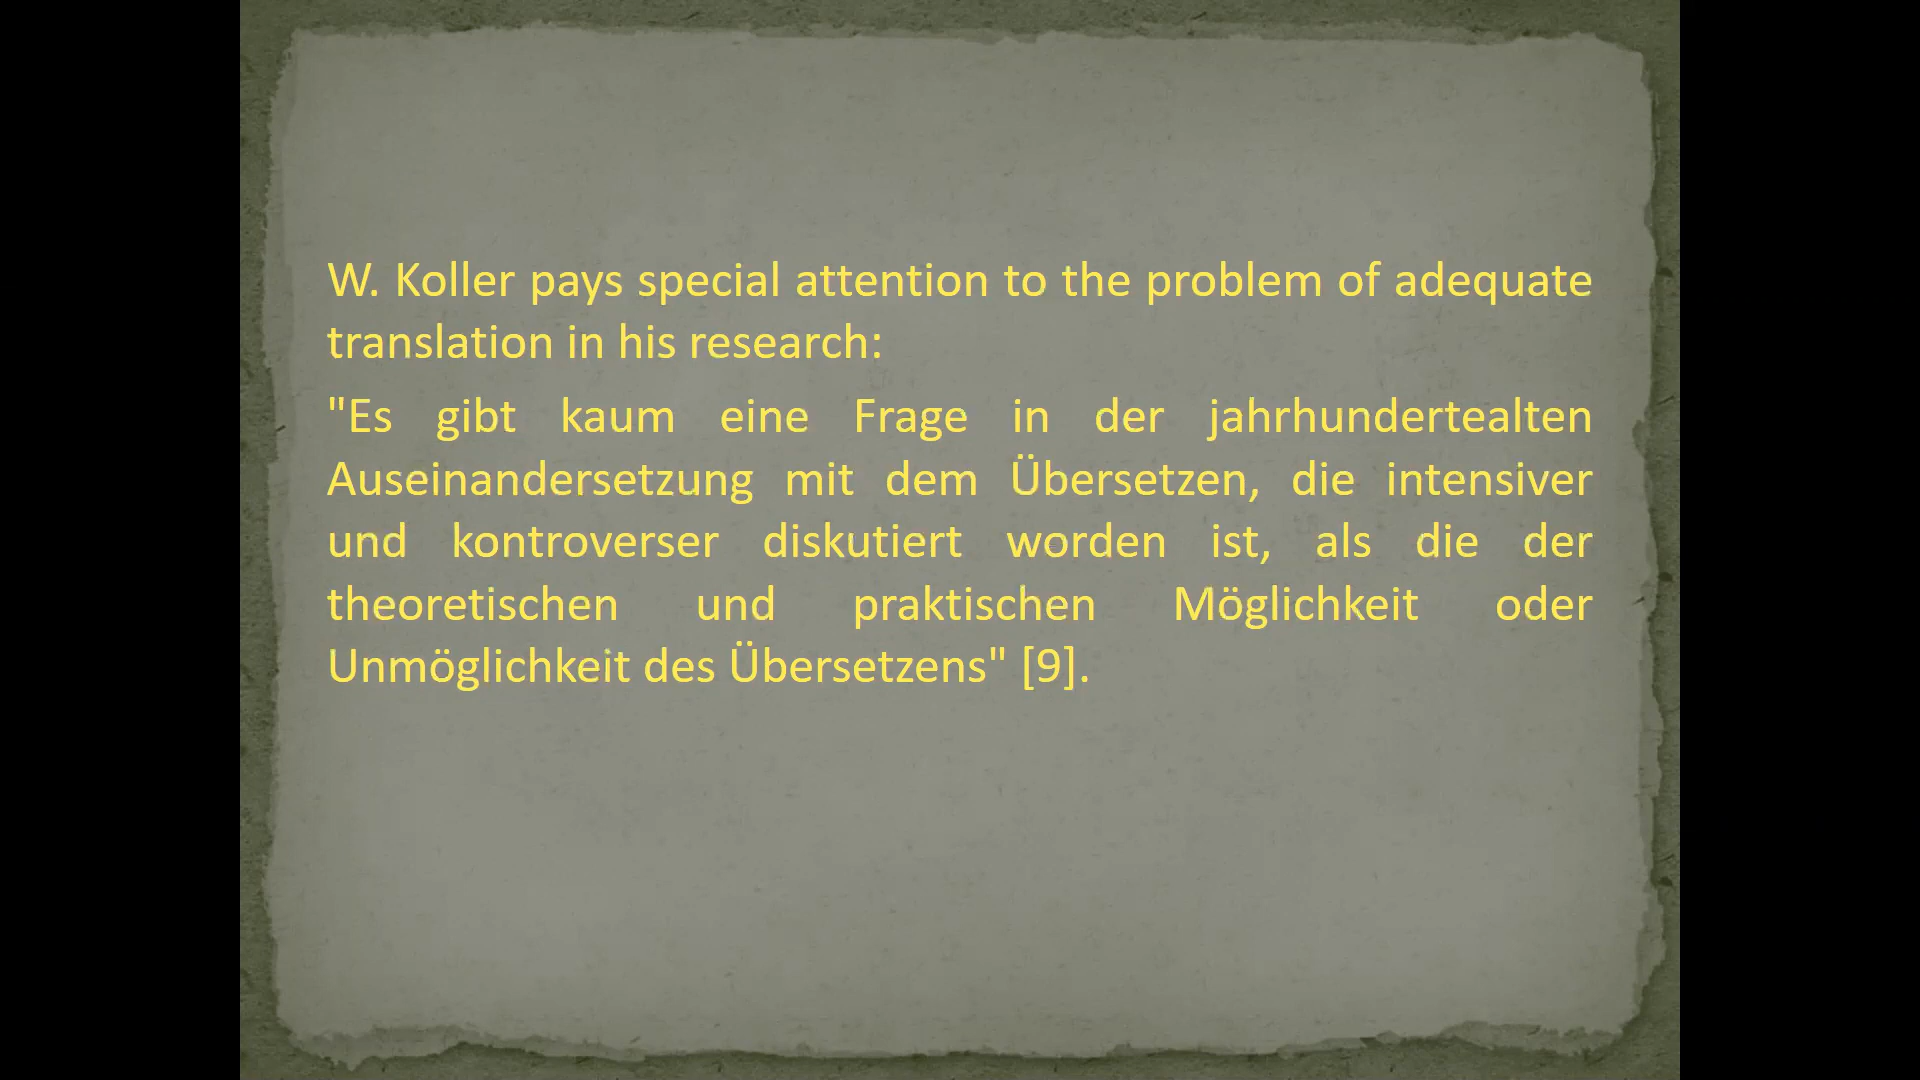 W. Koller pays special attention to the problem of adequate
translation in his research:
"Es gibt kaum eine Frage in der jahrhundertealten
Auseinandersetzung mit dem Übersetzen, die intensiver
und kontroverser diskutiert worden ist, als die der
theoretischen und praktischen Möglichkeit oder
Unmöglichkeit des Übersetzens" [9].